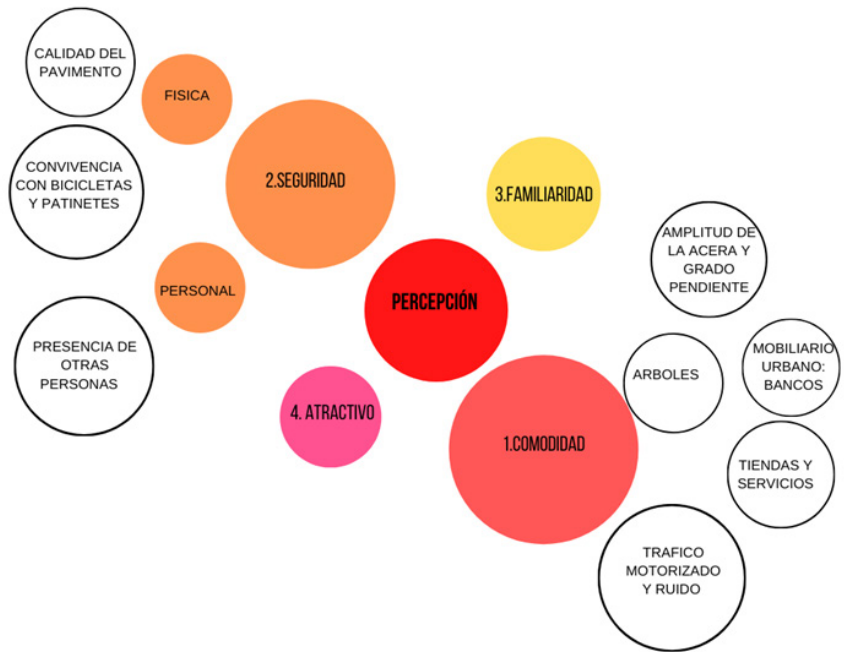 CALIDAD DEL
PAVIMENTO
FISICA
CONVIVENCIA
CON BICICLETAS
Y PATINETES
2.SEGURIDAD
3.FAMILIARIDAD
PERSONAL
PERCEPCIÓN
AMPLITUD DE
LA ACERA Y
GRADO
PENDIENTE
PRESENCIA DE
OTRAS
PERSONAS
4. ATRACTIVO
ARBOLES
MOBILIARIO
URBANO:
BANCOS
1.COMODIDAD
TIENDAS Y
SERVICIOS
TRAFICO
MOTORIZADO
Y RUIDO